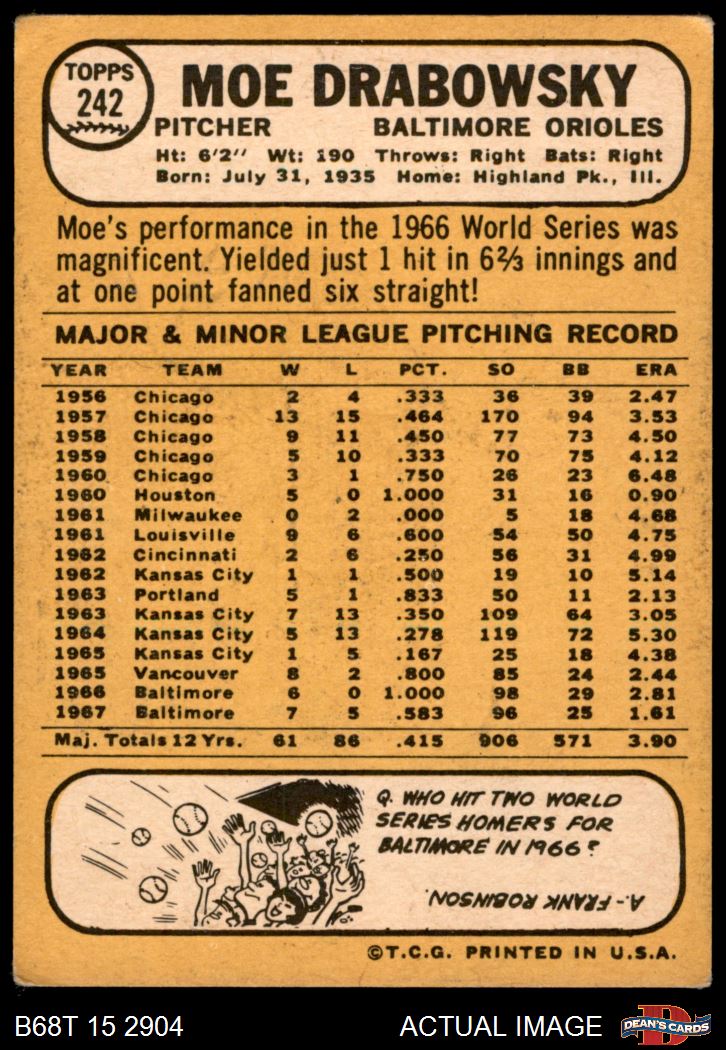 TOPPS
242
MOE DRABOWSKY
PITCHER BALTIMORE ORIOLES
Ht: 6'2" Wt: 190 Throws: Right Bats: Right
Born: July 31, 1935 Home: Highland Pk., Ill.
Moe's performance in the 1966 World Series was
magnificent. Yielded just 1 hit in 6⅔ innings and
at one point fanned six straight!
MAJOR & MINOR LEAGUE PITCHING RECORD
YEAR TEAM W L PCT. SO BB ERA
1956 Chicago 2 4 .333 36 39 2.47
1957 Chicago 13 15 .464 170 94 3.53
1958 Chicago 9 11 .450 77 73 4.50
1959 Chicago 5 10 .333 70 75 4.12
1960 Chicago 3 1 .750 26 23 6.48
1960 Houston 5 0 1.000 31 16 0.90
1961 Milwaukee 0 2 .000 5 18 4.68
1961 Louisville 9 6 .600 54 50 4.75
1962 Cincinnati 2 6 .250 56 31 4.99
1962 Kansas City 1 1 .500 19 10 5.14
1963 Portland 5 1 .833 50 11 2.13
1963 Kansas City 7 13 .350 109 64 3.05
1964 Kansas City 5 13 .278 119 72 5.30
1965 Kansas City 1 5 .167 25 18 4.38
1965 Vancouver 8 2 .800 85 24 2.44
1966 Baltimore 6 0 1.000 98 29 2.81
1967 Baltimore 7 5 .583 96 25 1.61
Maj. Totals 12 Yrs. 61 86 .415 906 571 3.90
Q. WHO HIT TWO WORLD
SERIES HOMERS FOR
BALTIMORE IN 1966?
A.-FRANK ROBINSON.
©T.C.G. PRINTED IN U.S.A.
B68T 15 2904 ACTUAL IMAGE
D
DEAN'S CARDS